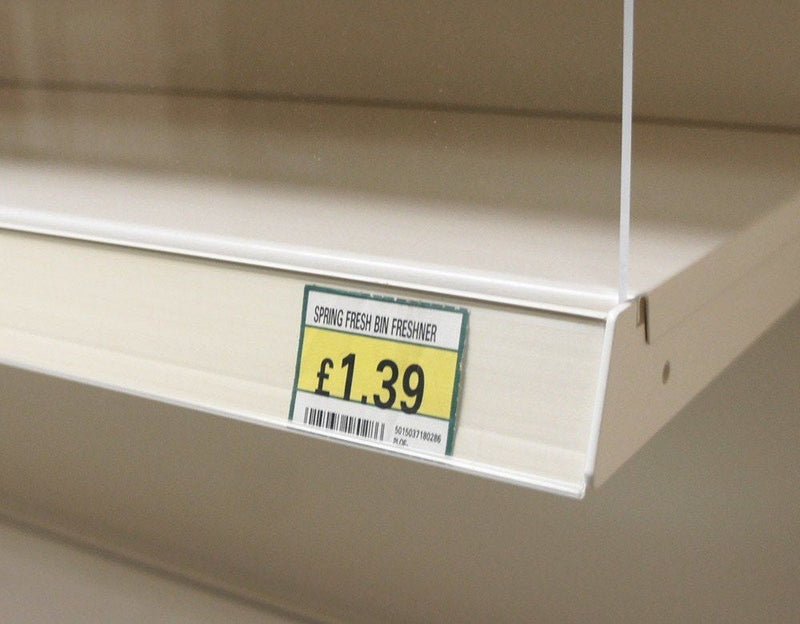 SPRING FRESH BIN FRESHNER
£1.39
5015037180286